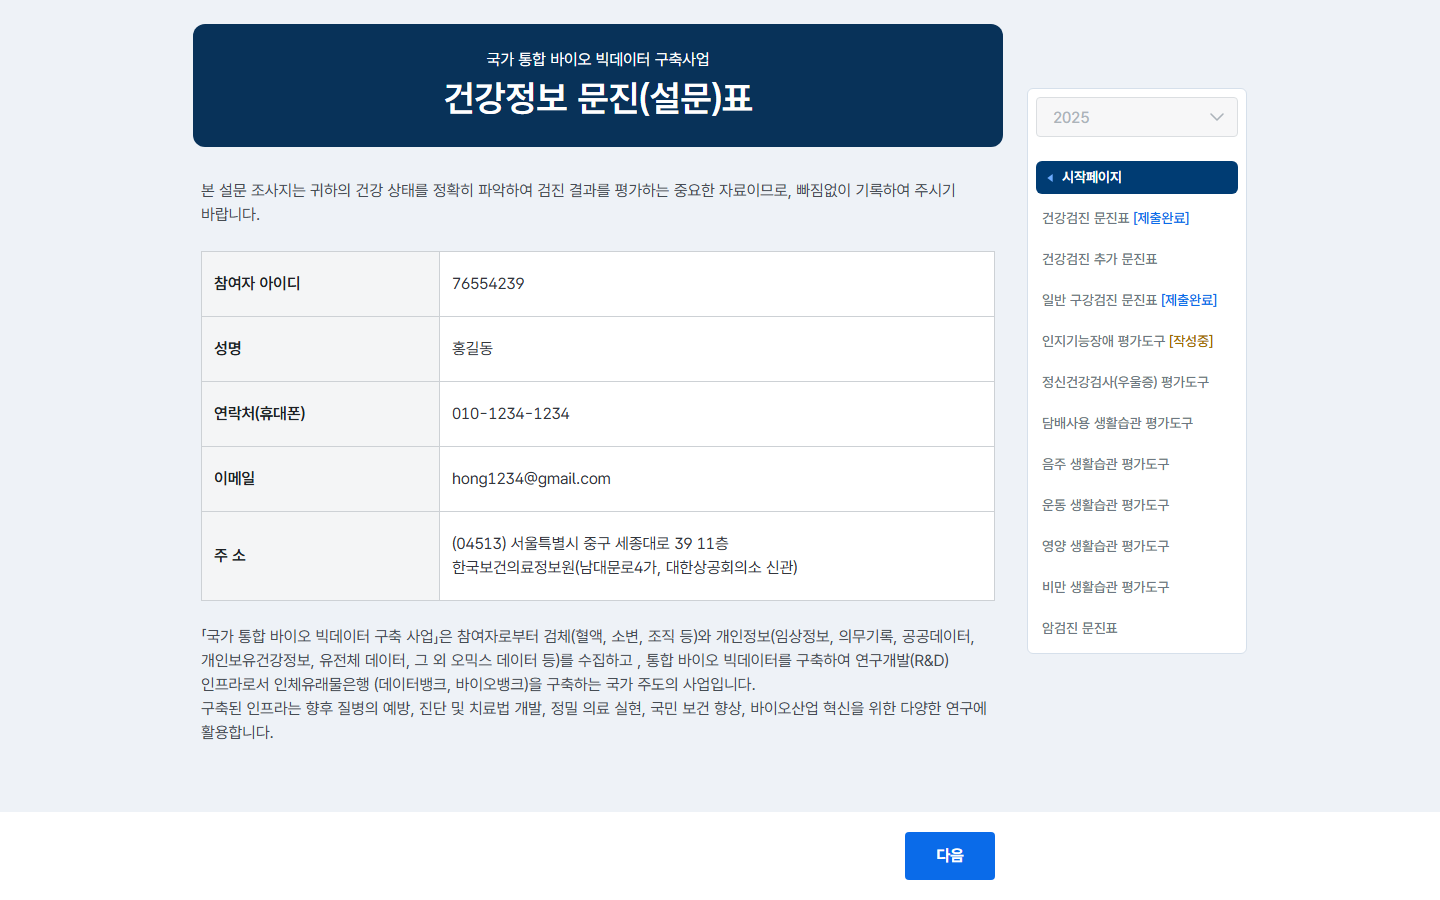 국가 통합 바이오 빅데이터 구축사업
건강정보 문진(설문)표
본 설문 조사지는 귀하의 건강 상태를 정확히 파악하여 검진 결과를 평가하는 중요한 자료이므로, 빠짐없이 기록하여 주시기
바랍니다.
참여자 아이디 76554239
성명 홍길동
연락처(휴대폰) 010-1234-1234
이메일 hong1234@gmail.com
주 소 (04513) 서울특별시 중구 세종대로 39 11층
한국보건의료정보원(남대문로4가, 대한상공회의소 신관)
「국가 통합 바이오 빅데이터 구축 사업」은 참여자로부터 검체(혈액, 소변, 조직 등)와 개인정보(임상정보, 의무기록, 공공데이터,
개인보유건강정보, 유전체 데이터, 그 외 오믹스 데이터 등)를 수집하고 , 통합 바이오 빅데이터를 구축하여 연구개발(R&D)
인프라로서 인체유래물은행 (데이터뱅크, 바이오뱅크)을 구축하는 국가 주도의 사업입니다.
구축된 인프라는 향후 질병의 예방, 진단 및 치료법 개발, 정밀 의료 실현, 국민 보건 향상, 바이오산업 혁신을 위한 다양한 연구에
활용합니다.
다음
2025
시작페이지
건강검진 문진표 [제출완료]
건강검진 추가 문진표
일반 구강검진 문진표 [제출완료]
인지기능장애 평가도구 [작성중]
정신건강검사(우울증) 평가도구
담배사용 생활습관 평가도구
음주 생활습관 평가도구
운동 생활습관 평가도구
영양 생활습관 평가도구
비만 생활습관 평가도구
암검진 문진표